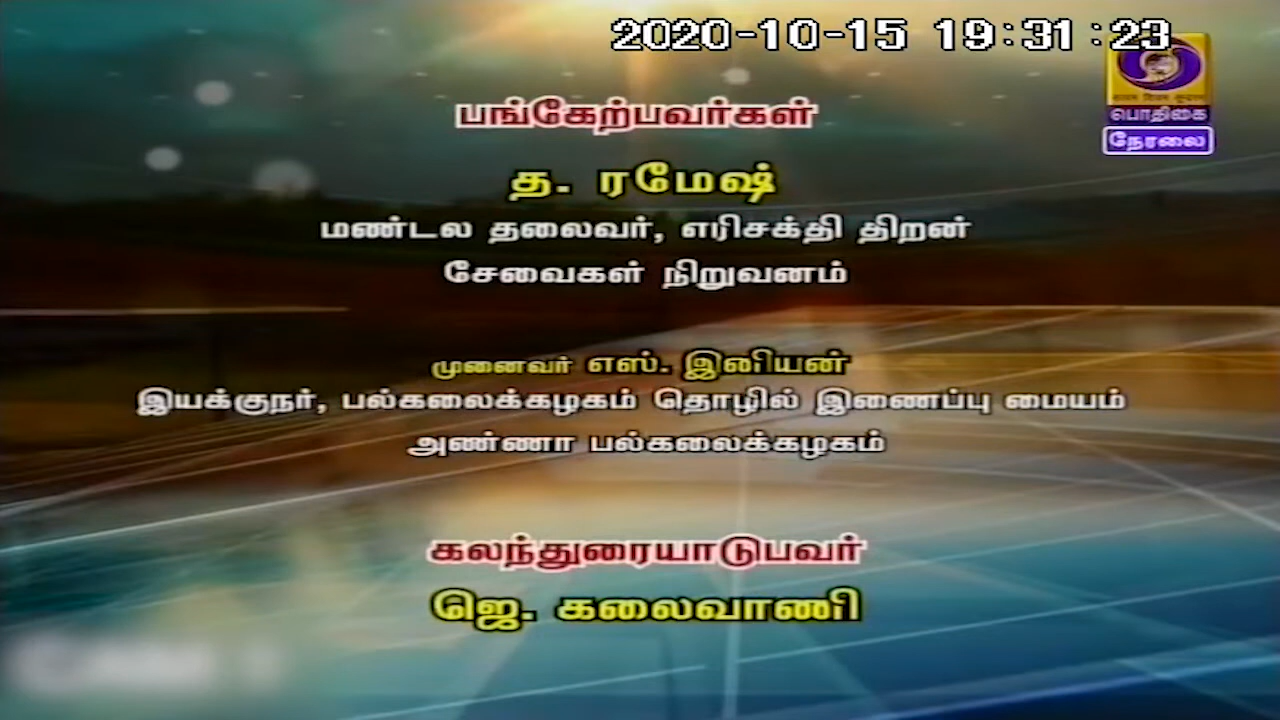 2020-10-15 19:31:23
பொதிகை
நேரலை
பங்கேற்பவர்கள்
த. ரமேஷ்
மண்டல தலைவர், எரிசக்தி திறன்
சேவைகள் நிறுவனம்
முனைவர் எஸ். இனியன்
இயக்குநர், பல்கலைக்கழகம் தொழில் இணைப்பு மையம்
அண்ணா பல்கலைக்கழகம்
கலந்துரையாடுபவர்
ஜெ. கலைவாணி